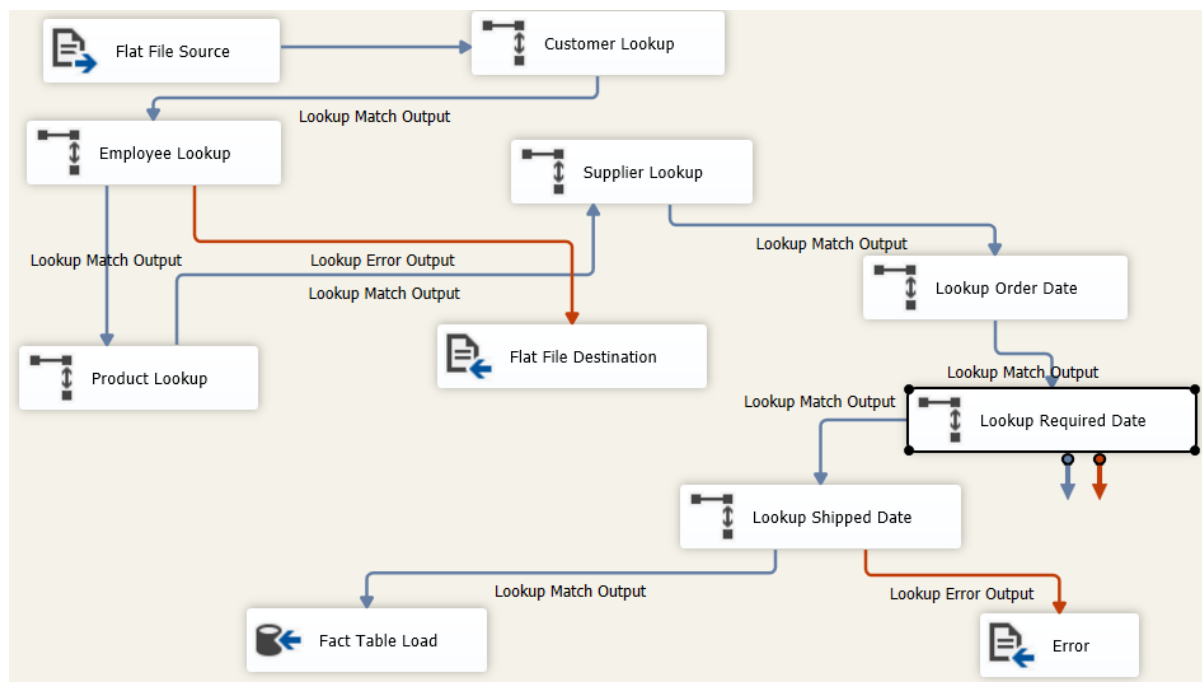 Flat File Source
Customer Lookup
Lookup Match Output
Employee Lookup
Supplier Lookup
Lookup Match Output
Lookup Match Output
Lookup Error Output
Lookup Match Output
Lookup Order Date
Flat File Destination
Product Lookup
Lookup Match Output
Lookup Match Output
Lookup Required Date
Lookup Shipped Date
Lookup Match Output
Lookup Error Output
Fact Table Load
Error